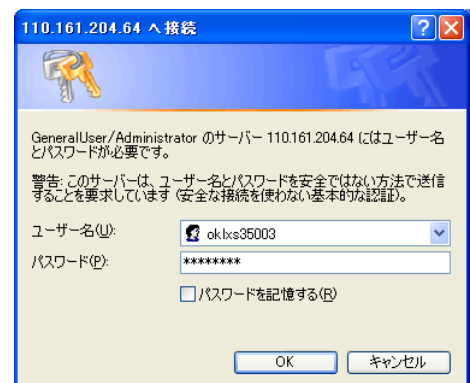 110.161.204.64 へ接続
GeneralUser/Administrator のサーバー 110.161.204.64 にはユーザー名
とパスワードが必要です。
警告: このサーバーは、ユーザー名とパスワードを安全ではない方法で送信
することを要求しています (安全な接続を使わない基本的な認証)。
ユーザー名(U):
oklxs35003
パスワード(P):
********
パスワードを記憶する(R)
OK
キャンセル